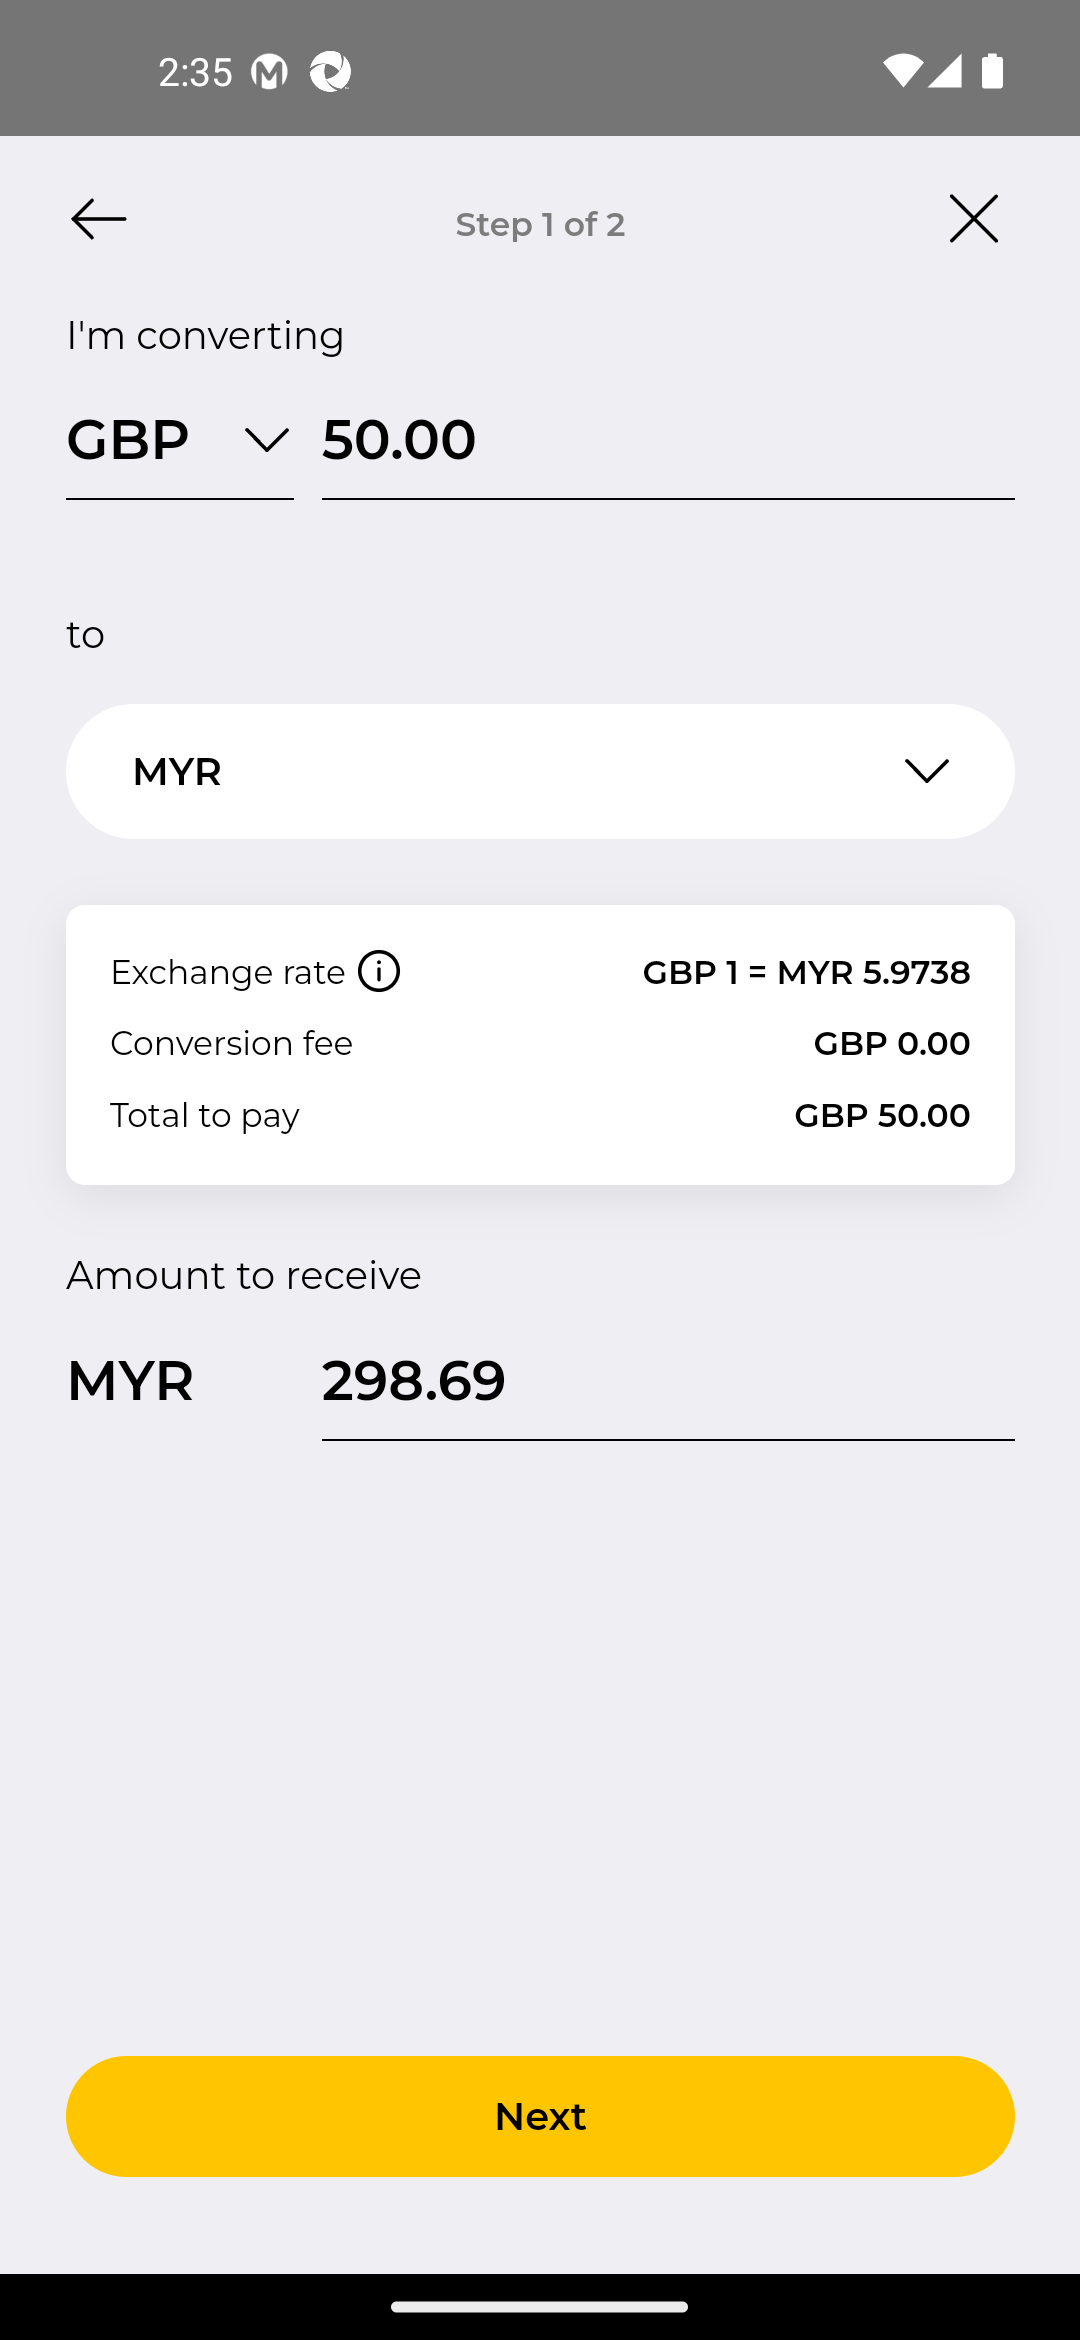 2:35
Step 1 of 2
I'm converting
GBP 50.00
to
MYR
Exchange rate GBP 1 = MYR 5.9738
Conversion fee GBP 0.00
Total to pay GBP 50.00
Amount to receive
MYR 298.69
Next